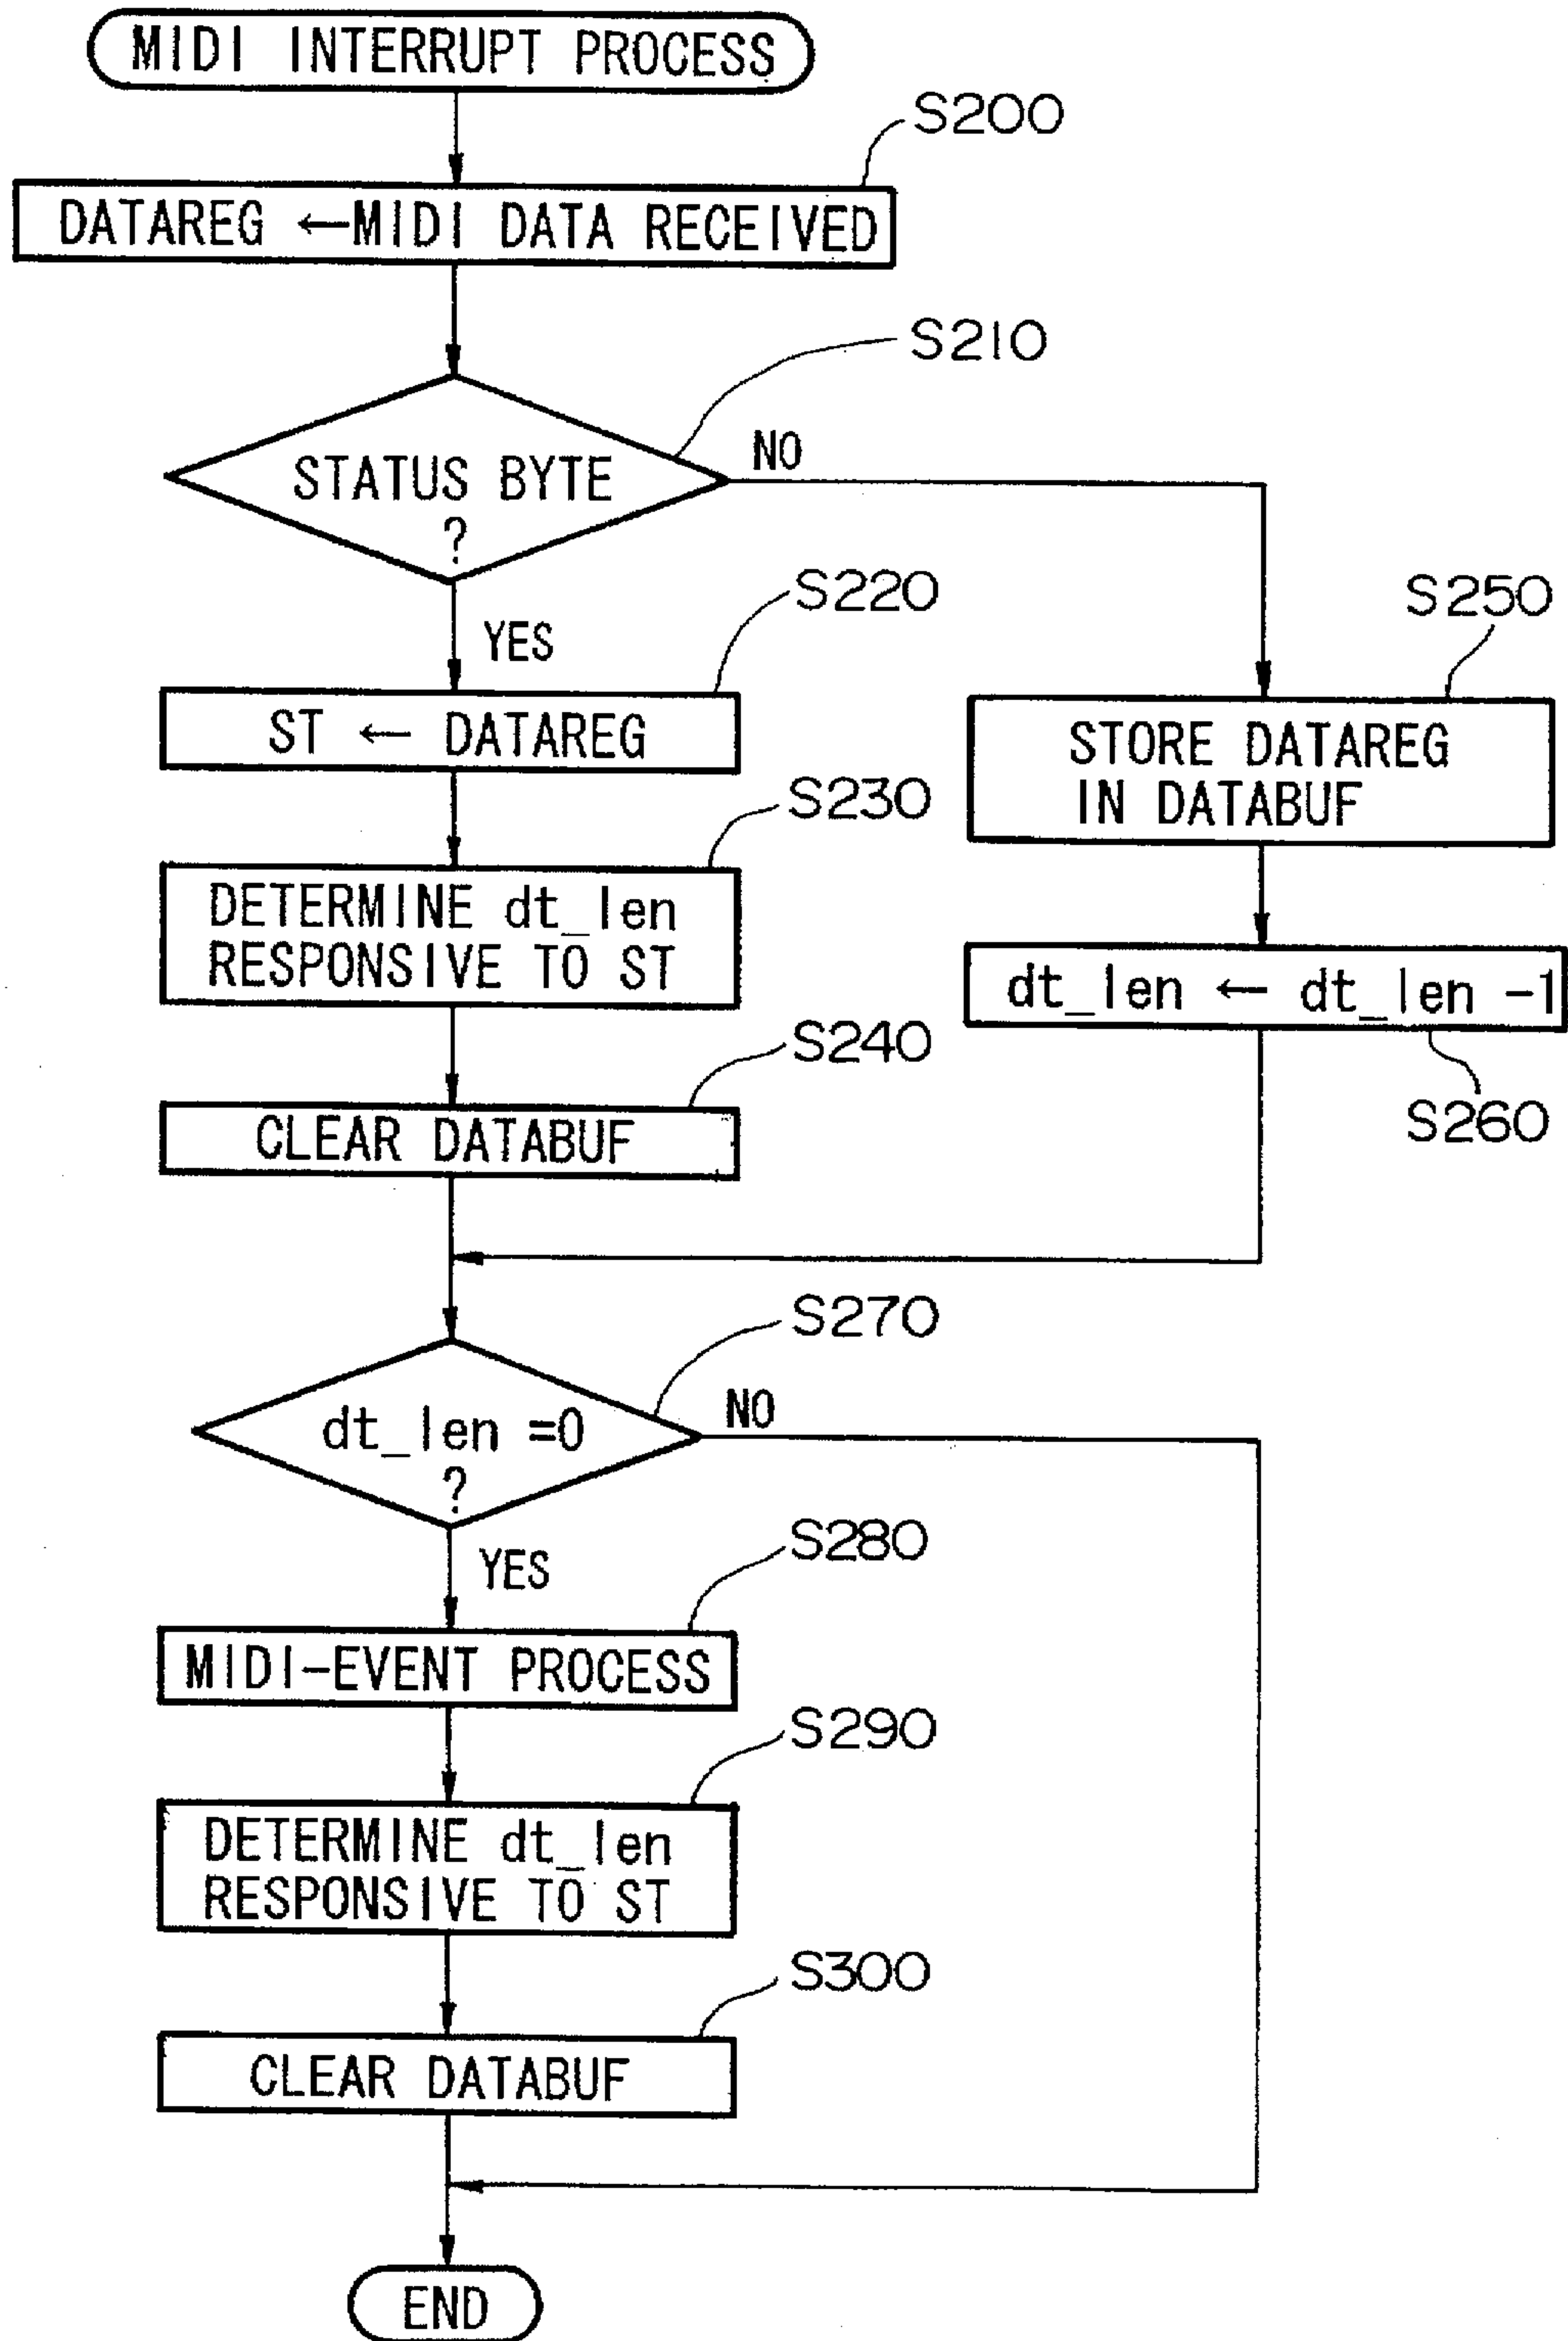 MIDI INTERRUPT PROCESS
S200
DATAREG ←MIDI DATA RECEIVED
S210
STATUS BYTE
?
NO
YES
S220
ST ← DATAREG
S250
STORE DATAREG
IN DATABUF
S230
DETERMINE dt_len
RESPONSIVE TO ST
dt_len ← dt_len -1
S260
S240
CLEAR DATABUF
S270
dt_len =0
?
NO
YES
S280
MIDI-EVENT PROCESS
S290
DETERMINE dt_len
RESPONSIVE TO ST
S300
CLEAR DATABUF
END